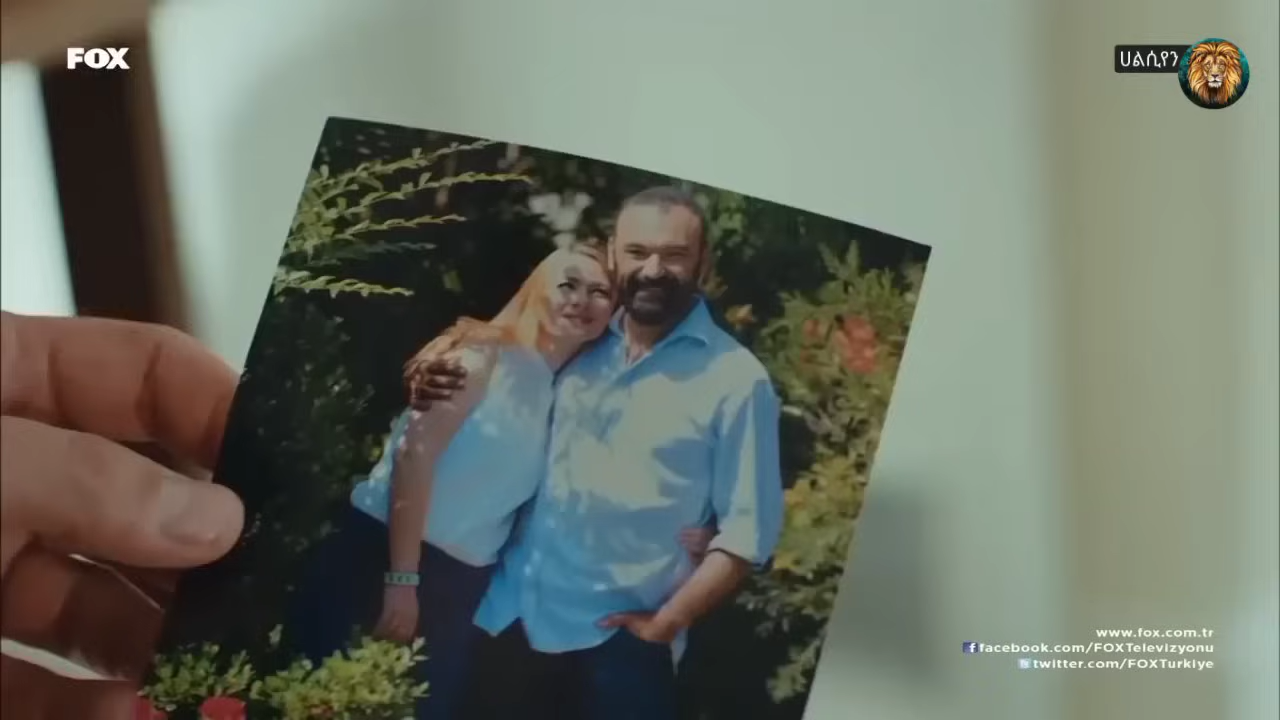 FOX
ሀልሲየን
www.fox.com.tr
facebook.com/FOXTelevizyonu
twitter.com/FOXTurkiye